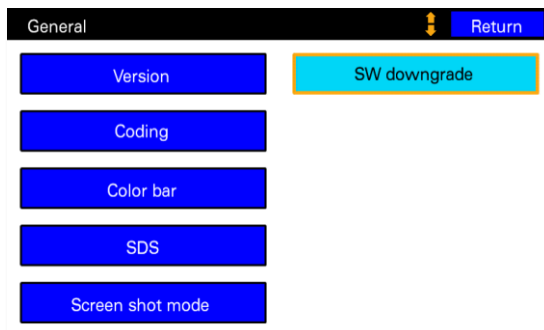 General
Return
Version
SW downgrade
Coding
Color bar
SDS
Screen shot mode